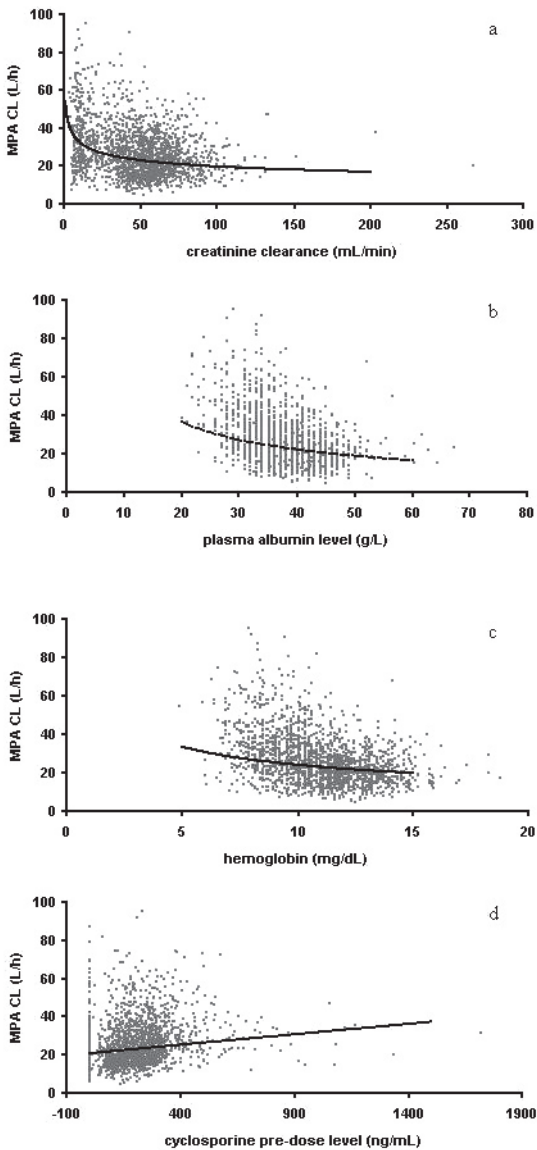 a
100
80
60
40
20
0
MPA CL (L/h)
0 50 100 150 200 250 300
creatinine clearance (mL/min)
b
100
80
60
40
20
0
MPA CL (L/h)
0 10 20 30 40 50 60 70 80
plasma albumin level (g/L)
c
100
80
60
40
20
0
MPA CL (L/h)
0 5 10 15 20
hemoglobin (mg/dL)
d
100
80
60
40
20
0
MPA CL (L/h)
-100 400 900 1400 1900
cyclosporine pre-dose level (ng/mL)